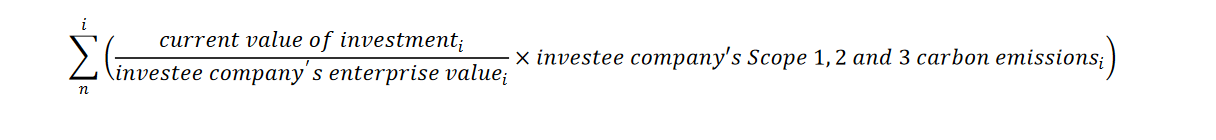 i
∑ ( current value of investmentᵢ / investee company's enterprise valueᵢ × investee company's Scope 1, 2 and 3 carbon emissionsᵢ )
n